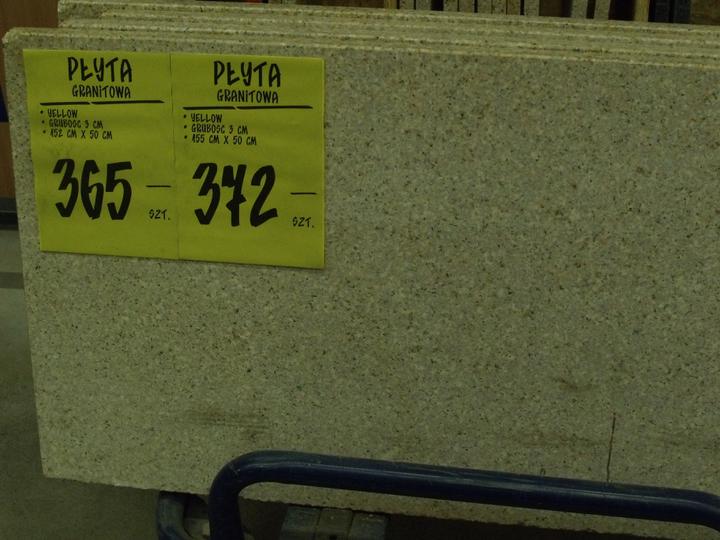 PŁYTA
GRANITOWA
• YELLOW
• GRUBOŚĆ 3 CM
• 152 CM X 50 CM
365 —
SZT.
PŁYTA
GRANITOWA
• YELLOW
• GRUBOŚĆ 3 CM
• 155 CM X 50 CM
372 —
SZT.